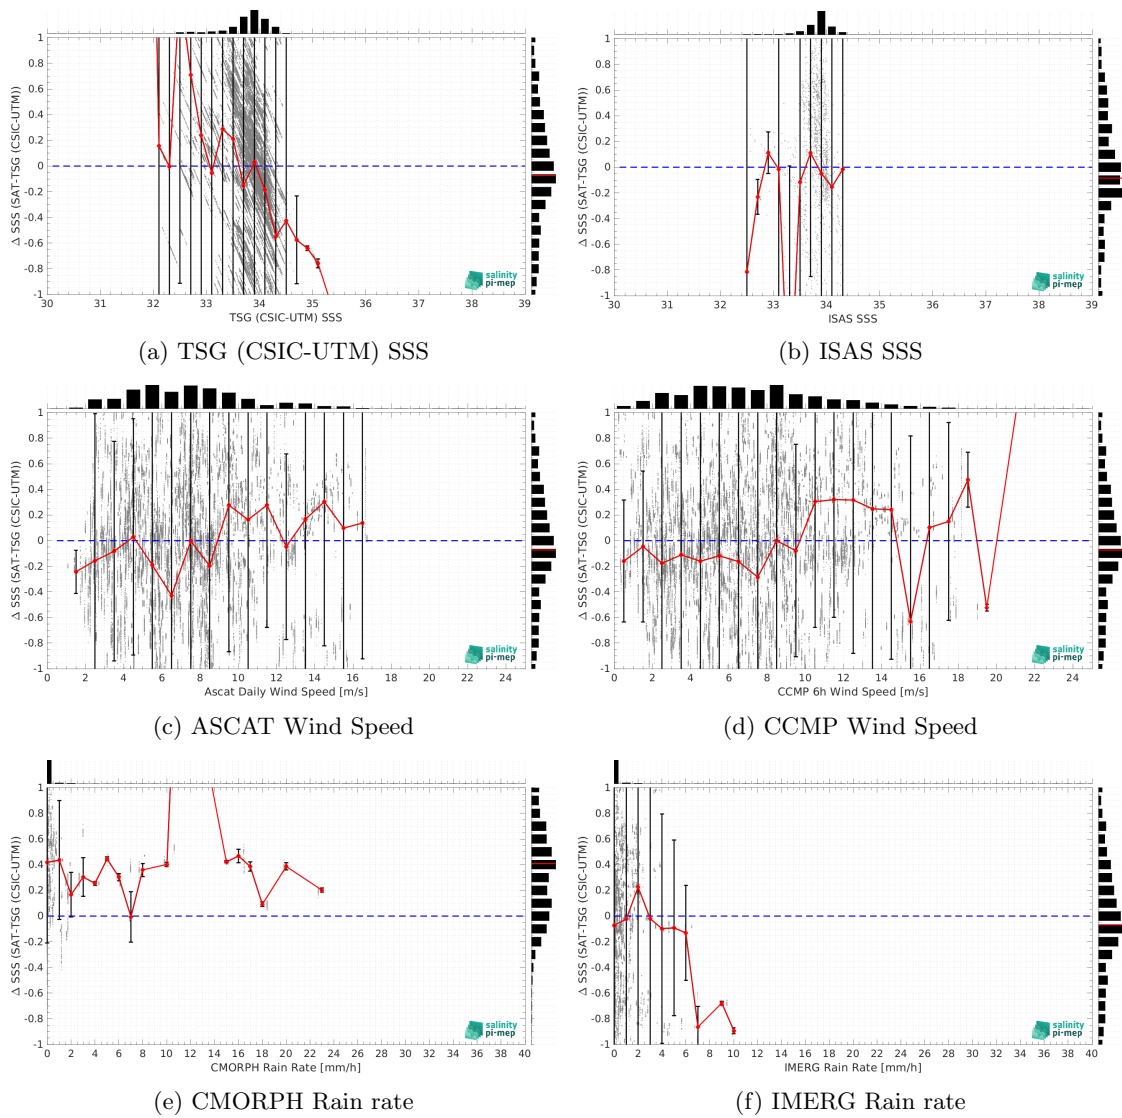 1
0.8
0.6
0.4
0.2
0
-0.2
-0.4
-0.6
-0.8
-1
Δ SSS (SAT-TSG (CSIC-UTM))
30 31 32 33 34 35 36 37 38 39
TSG (CSIC-UTM) SSS
salinity
pi-mep
(a) TSG (CSIC-UTM) SSS
1
0.8
0.6
0.4
0.2
0
-0.2
-0.4
-0.6
-0.8
-1
Δ SSS (SAT-TSG (CSIC-UTM))
30 31 32 33 34 35 36 37 38 39
ISAS SSS
salinity
pi-mep
(b) ISAS SSS
1
0.8
0.6
0.4
0.2
0
-0.2
-0.4
-0.6
-0.8
-1
Δ SSS (SAT-TSG (CSIC-UTM))
0 2 4 6 8 10 12 14 16 18 20 22 24
Ascat Daily Wind Speed [m/s]
salinity
pi-mep
(c) ASCAT Wind Speed
1
0.8
0.6
0.4
0.2
0
-0.2
-0.4
-0.6
-0.8
-1
Δ SSS (SAT-TSG (CSIC-UTM))
0 2 4 6 8 10 12 14 16 18 20 22 24
CCMP 6h Wind Speed [m/s]
salinity
pi-mep
(d) CCMP Wind Speed
1
0.8
0.6
0.4
0.2
0
-0.2
-0.4
-0.6
-0.8
-1
Δ SSS (SAT-TSG (CSIC-UTM))
0 2 4 6 8 10 12 14 16 18 20 22 24 26 28 30 32 34 36 38 40
CMORPH Rain Rate [mm/h]
salinity
pi-mep
(e) CMORPH Rain rate
1
0.8
0.6
0.4
0.2
0
-0.2
-0.4
-0.6
-0.8
-1
Δ SSS (SAT-TSG (CSIC-UTM))
0 2 4 6 8 10 12 14 16 18 20 22 24 26 28 30 32 34 36 38 40
IMERG Rain Rate [mm/h]
salinity
pi-mep
(f) IMERG Rain rate